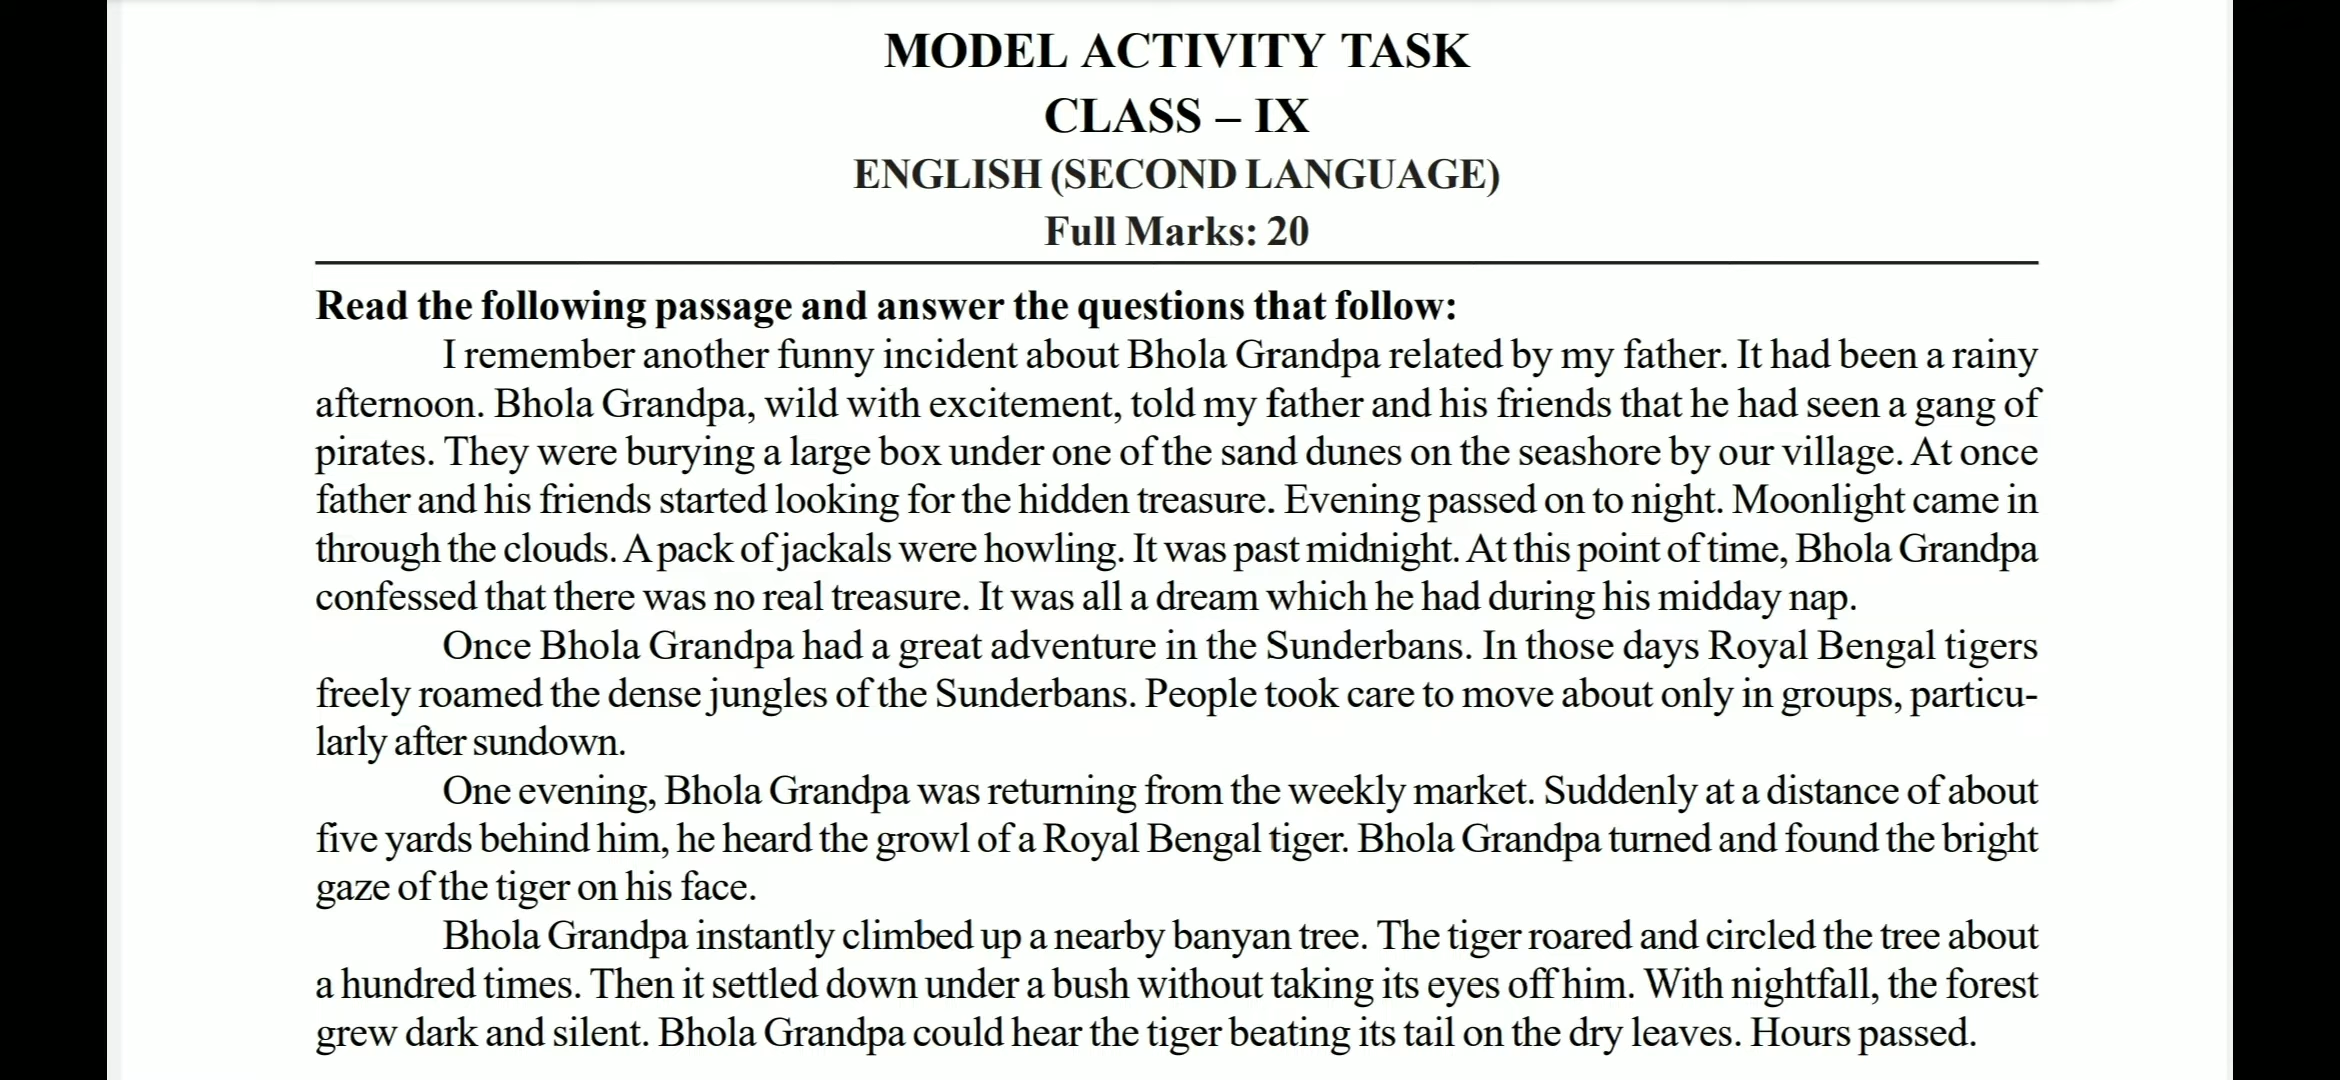 MODEL ACTIVITY TASK
CLASS – IX
ENGLISH (SECOND LANGUAGE)
Full Marks: 20
Read the following passage and answer the questions that follow:
I remember another funny incident about Bhola Grandpa related by my father. It had been a rainy
afternoon. Bhola Grandpa, wild with excitement, told my father and his friends that he had seen a gang of
pirates. They were burying a large box under one of the sand dunes on the seashore by our village. At once
father and his friends started looking for the hidden treasure. Evening passed on to night. Moonlight came in
through the clouds. A pack of jackals were howling. It was past midnight. At this point of time, Bhola Grandpa
confessed that there was no real treasure. It was all a dream which he had during his midday nap.
Once Bhola Grandpa had a great adventure in the Sunderbans. In those days Royal Bengal tigers
freely roamed the dense jungles of the Sunderbans. People took care to move about only in groups, particu-
larly after sundown.
One evening, Bhola Grandpa was returning from the weekly market. Suddenly at a distance of about
five yards behind him, he heard the growl of a Royal Bengal tiger. Bhola Grandpa turned and found the bright
gaze of the tiger on his face.
Bhola Grandpa instantly climbed up a nearby banyan tree. The tiger roared and circled the tree about
a hundred times. Then it settled down under a bush without taking its eyes off him. With nightfall, the forest
grew dark and silent. Bhola Grandpa could hear the tiger beating its tail on the dry leaves. Hours passed.